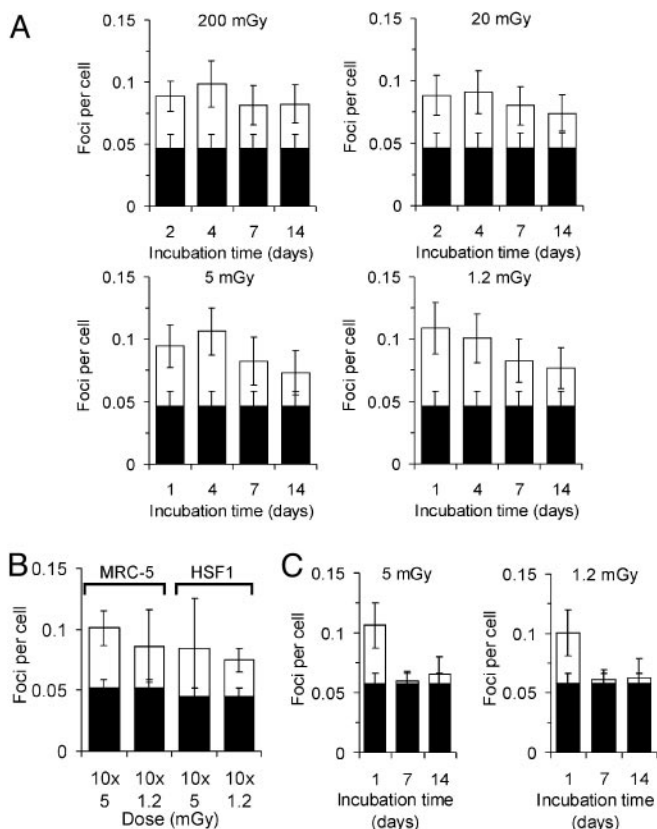 A
200 mGy
20 mGy
Foci per cell
0.15
0.1
0.05
0
2 4 7 14
Incubation time (days)
Foci per cell
0.15
0.1
0.05
0
2 4 7 14
Incubation time (days)
5 mGy
1.2 mGy
Foci per cell
0.15
0.1
0.05
0
1 4 7 14
Incubation time (days)
Foci per cell
0.15
0.1
0.05
0
1 4 7 14
Incubation time (days)
B
MRC-5 HSF1
Foci per cell
0.15
0.1
0.05
0
10x 10x 10x 10x
5 1.2 5 1.2
Dose (mGy)
C
5 mGy
1.2 mGy
Foci per cell
0.15
0.1
0.05
0
1 7 14
Incubation time
(days)
Foci per cell
0.15
0.1
0.05
0
1 7 14
Incubation time
(days)